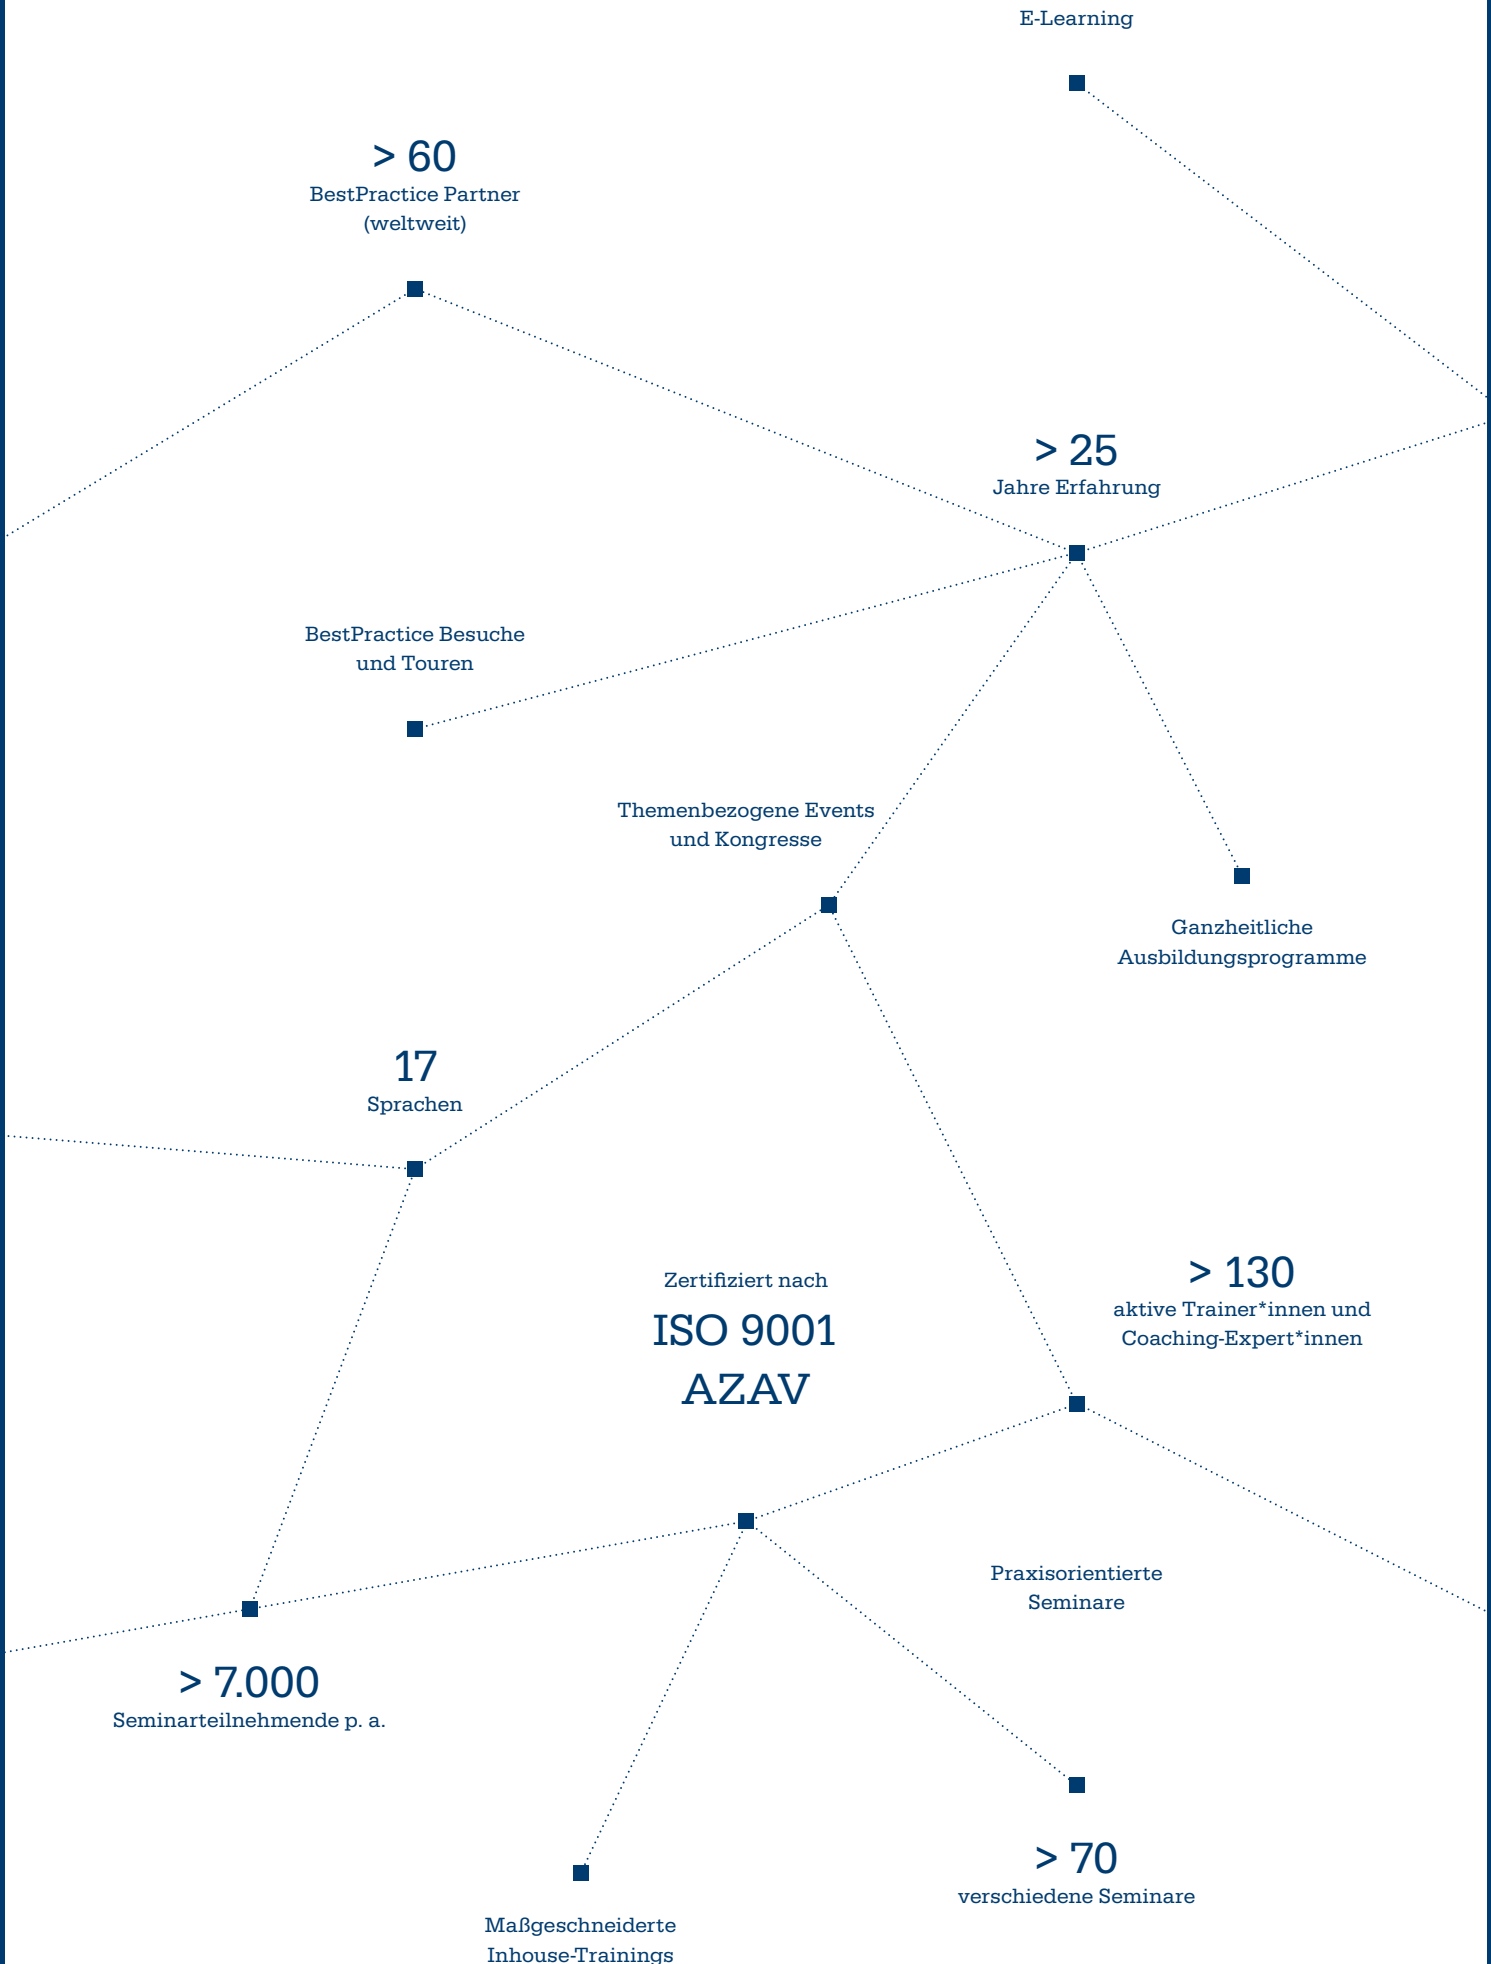 E-Learning
> 60
BestPractice Partner
(weltweit)
> 25
Jahre Erfahrung
BestPractice Besuche
und Touren
Themenbezogene Events
und Kongresse
Ganzheitliche
Ausbildungsprogramme
17
Sprachen
Zertifiziert nach
ISO 9001
AZAV
> 130
aktive Trainer*innen und
Coaching-Expert*innen
Praxisorientierte
Seminare
> 7.000
Seminarteilnehmende p. a.
> 70
verschiedene Seminare
Maßgeschneiderte
Inhouse-Trainings